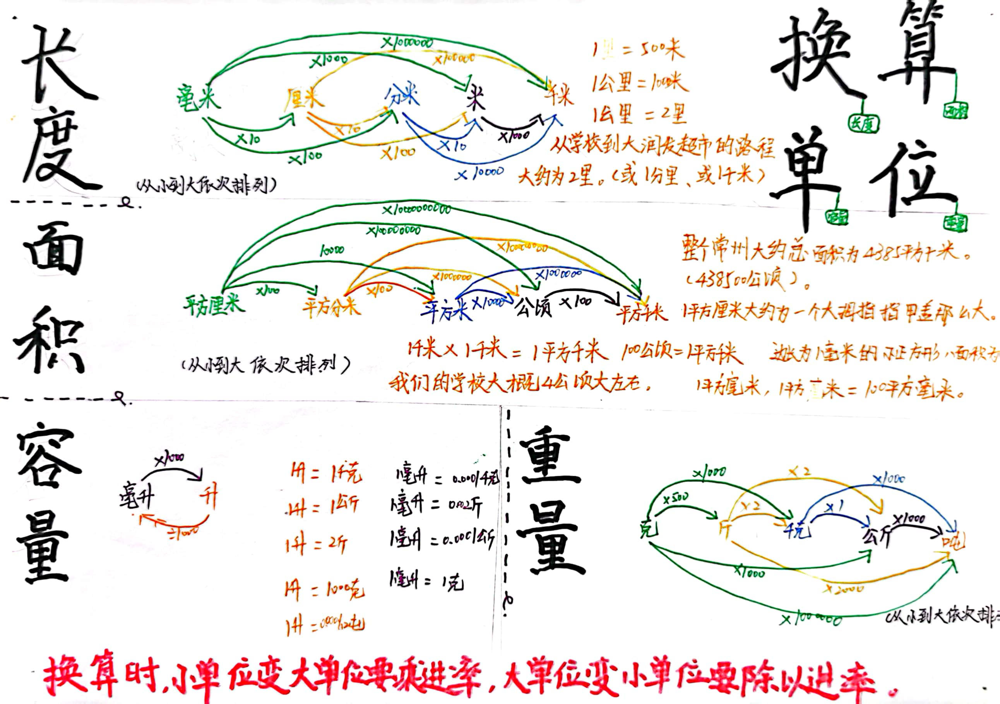 换算
单位
长度
面积
容量
重量
长度
×1000000
×1000
×100000
毫米 厘米 分米 米 千米
×10
×10
×10
×1000
×100
×100
×10000
(从小到大依次排列)
1里=500米
1公里=1000米
1公里=2里
从学校到大润发超市的路程
大约为2里。(或1分里、或1千米)
面积
×10000000000
×100000000
10000
×100000000
×1000000
×1000000
×100
×100
平方厘米 平方分米 平方米 ×10000 公顷 ×100 平方千米
(从小到大依次排列)
整个常州大约总面积为4385平方千米。
(438500公顷)。
1平方厘米大约为一个大拇指指甲盖那么大。
1千米×1千米=1平方千米 100公顷=1平方千米
我们的学校大概4公顷大左右.
边长为1毫米的小正方形,面积为
1平方毫米,1平方 米=100平方毫米。
容量
×1000
毫升 升
÷1000
1升=1千克
1升=1公斤
1升=2斤
1升=1000克
1毫升=0.0001千克
1毫升=0.002斤
1毫升=0.0001公斤
1毫升=1克
重量
×1000
×2
×1000
×500
×2
×1
×1000
克 斤 千克 公斤 吨
×1000
×2000
×1000000
(从小到大依次排
换算时,小单位变大单位要乘进率,大单位变小单位要除以进率。